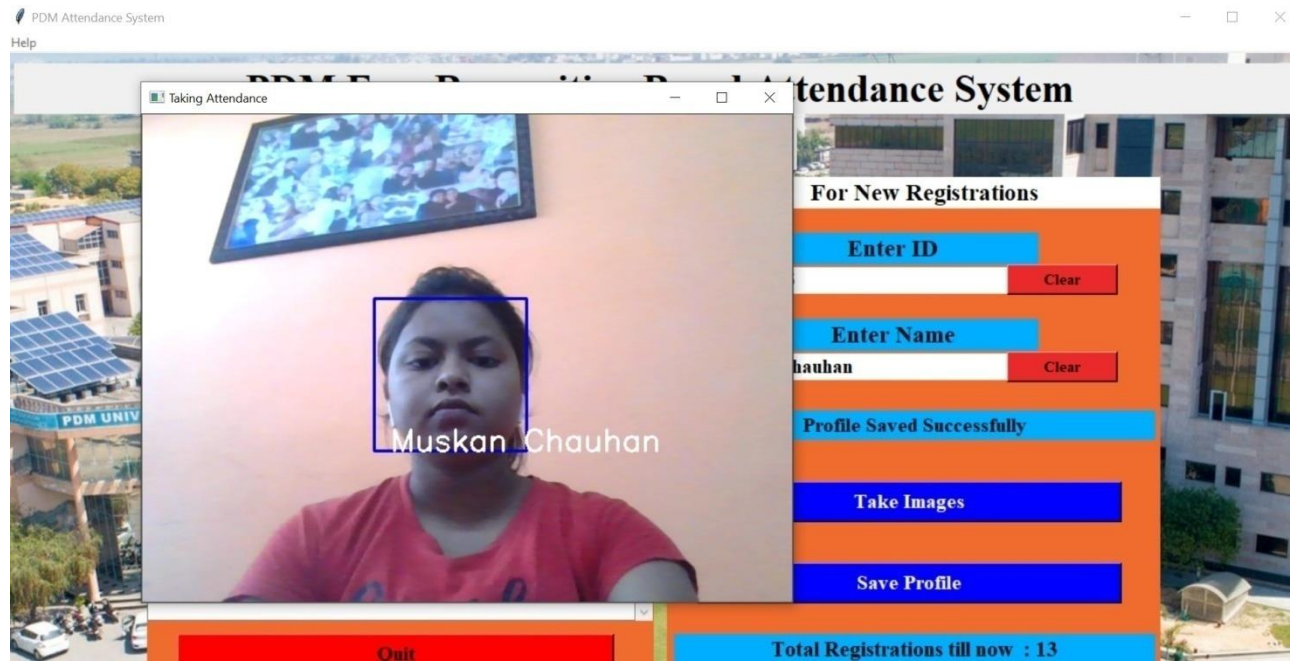 PDM Attendance System
Help
tendance System
Taking Attendance
For New Registrations
Enter ID
Clear
Enter Name
hauhan
Clear
PDM UNIV
Muskan Chauhan
Profile Saved Successfully
Take Images
Save Profile
Quit
Total Registrations till now : 13